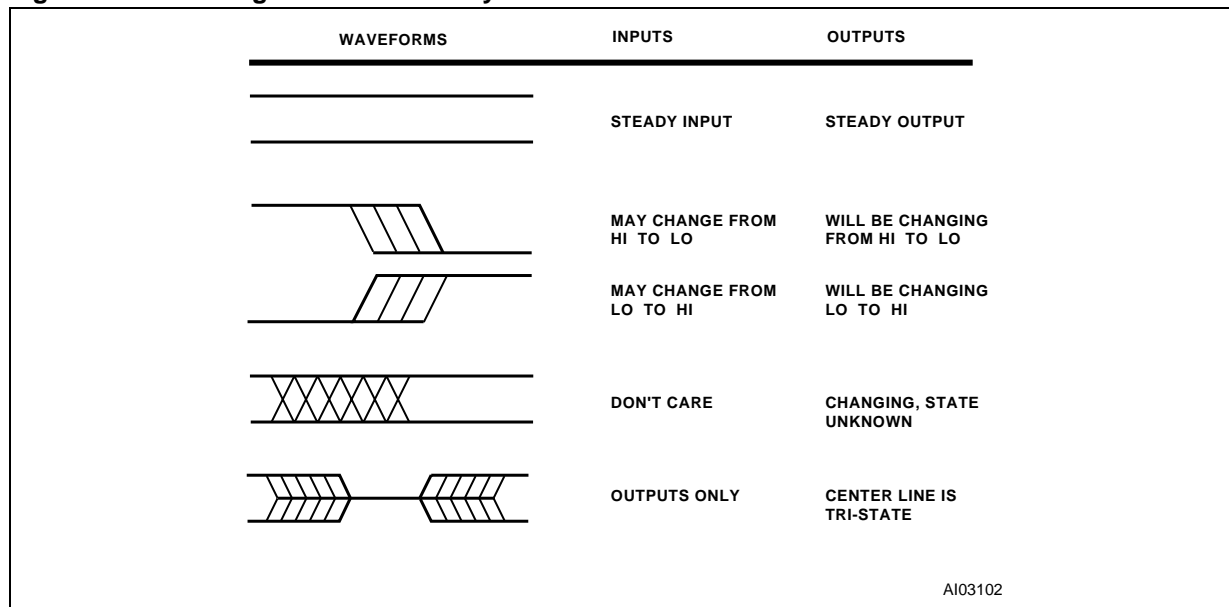 WAVEFORMS INPUTS OUTPUTS
STEADY INPUT STEADY OUTPUT
MAY CHANGE FROM WILL BE CHANGING
HI TO LO FROM HI TO LO
MAY CHANGE FROM WILL BE CHANGING
LO TO HI LO TO HI
DON'T CARE CHANGING, STATE
UNKNOWN
OUTPUTS ONLY CENTER LINE IS
TRI-STATE
AI03102